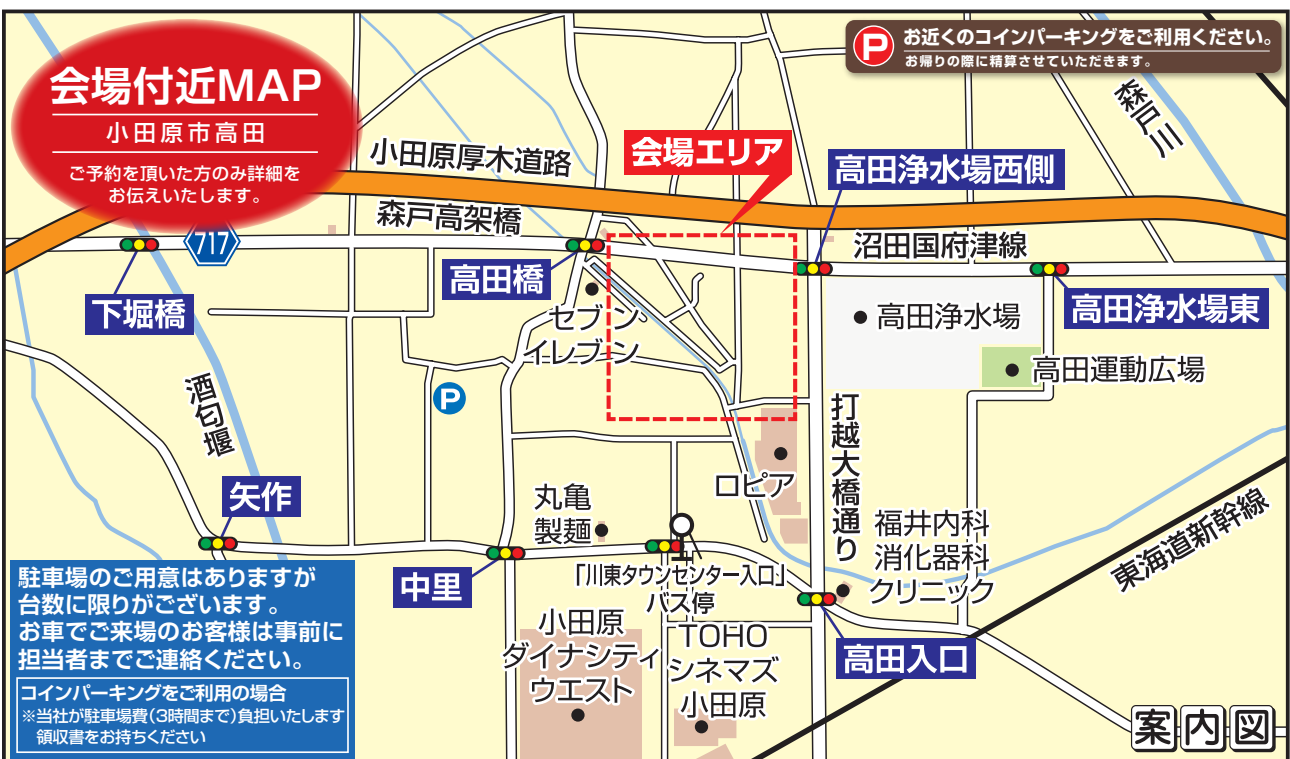 会場付近MAP
小田原市高田
ご予約を頂いた方のみ詳細を
お伝えいたします。
P
お近くのコインパーキングをご利用ください。
お帰りの際に精算させていただきます。
森戸川
小田原厚木道路
会場エリア
高田浄水場西側
森戸高架橋
717
沼田国府津線
下堀橋
高田橋
高田浄水場東
セブン
イレブン
高田浄水場
高田運動広場
酒匂堰
P
打越大橋通り
ロピア
矢作
丸亀
製麺
福井内科
消化器科
クリニック
東海道新幹線
中里
「川東タウンセンター入口」
バス停
高田入口
小田原
ダイナシティ
ウエスト
TOHO
シネマズ
小田原
駐車場のご用意はありますが
台数に限りがございます。
お車でご来場のお客様は事前に
担当者までご連絡ください。
コインパーキングをご利用の場合
※当社が駐車場費(3時間まで)負担いたします
領収書をお持ちください
案内図